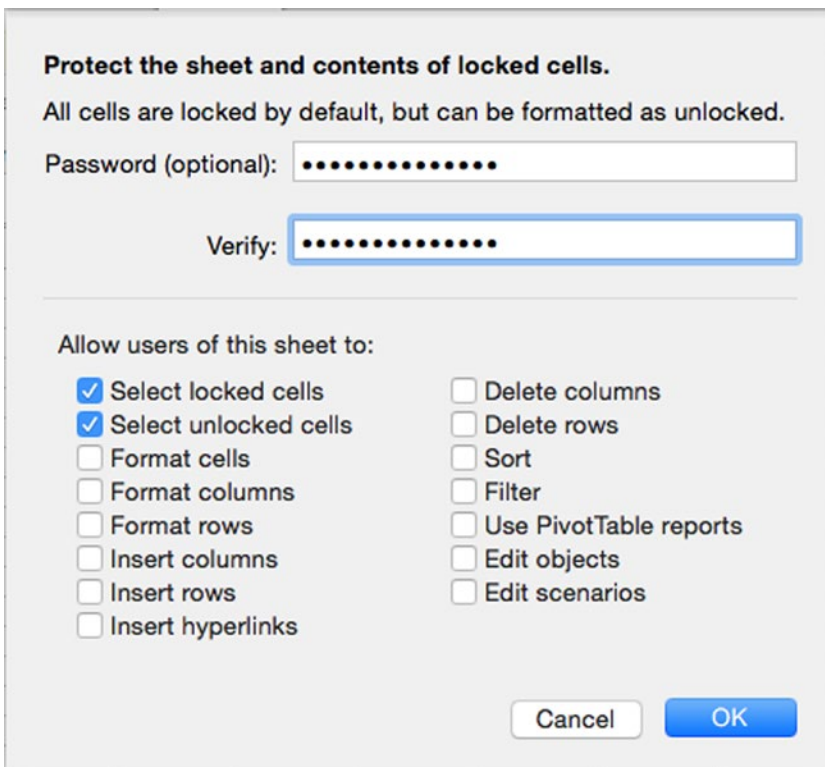 Protect the sheet and contents of locked cells.
All cells are locked by default, but can be formatted as unlocked.
Password (optional): ••••••••••••••
Verify: ••••••••••••••
Allow users of this sheet to:
Select locked cells
Select unlocked cells
Format cells
Format columns
Format rows
Insert columns
Insert rows
Insert hyperlinks
Delete columns
Delete rows
Sort
Filter
Use PivotTable reports
Edit objects
Edit scenarios
Cancel OK